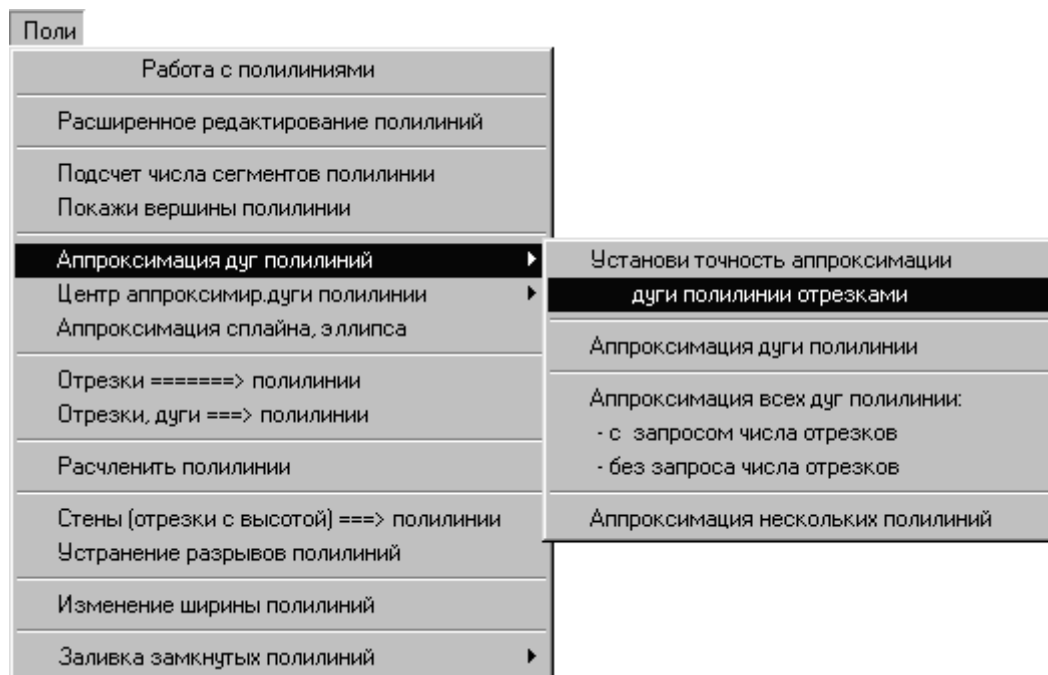 Поли
Работа с полилиниями
Расширенное редактирование полилиний
Подсчет числа сегментов полилинии
Покажи вершины полилинии
Аппроксимация дуг полилиний
Центр аппроксимир.дуги полилинии
Аппроксимация сплайна, эллипса
Отрезки =======> полилинии
Отрезки, дуги ===> полилинии
Расчленить полилинии
Стены (отрезки с высотой) ===> полилинии
Устранение разрывов полилиний
Изменение ширины полилиний
Заливка замкнутых полилиний
Установи точность аппроксимации
дуги полилинии отрезками
Аппроксимация дуги полилинии
Аппроксимация всех дуг полилинии:
- с запросом числа отрезков
- без запроса числа отрезков
Аппроксимация нескольких полилиний